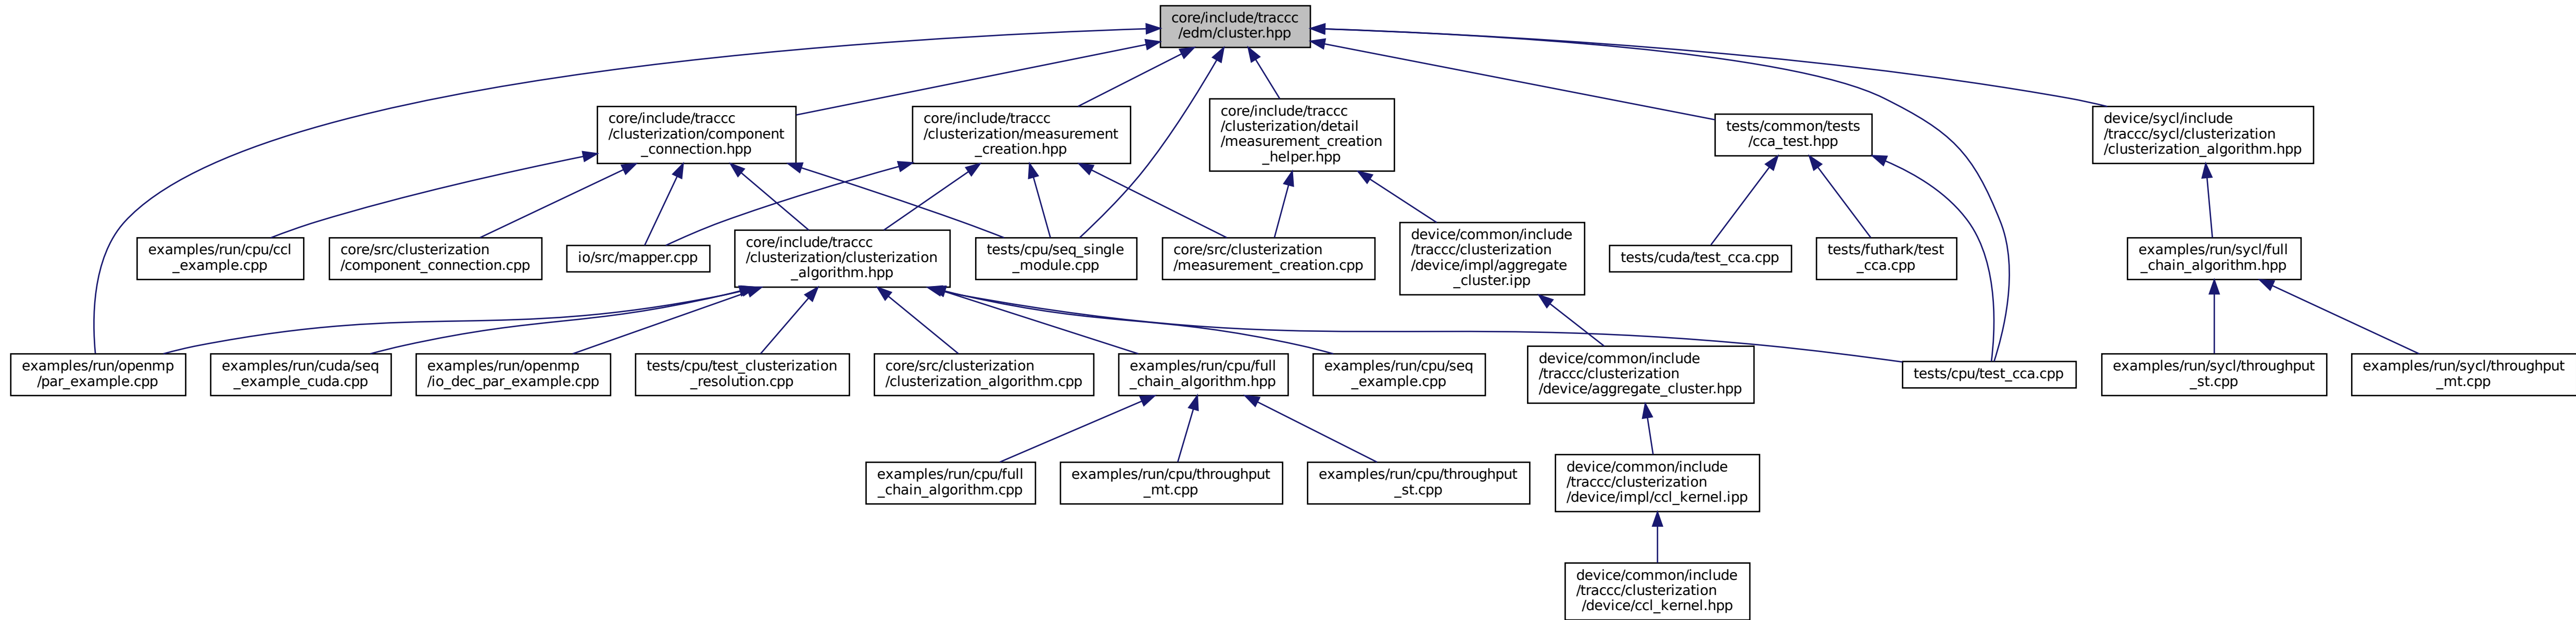 core/include/traccc
/edm/cluster.hpp
core/include/traccc
/clusterization/component
_connection.hpp
core/include/traccc
/clusterization/measurement
_creation.hpp
core/include/traccc
/clusterization/detail
/measurement_creation
_helper.hpp
tests/common/tests
/cca_test.hpp
device/sycl/include
/traccc/sycl/clusterization
/clusterization_algorithm.hpp
examples/run/cpu/ccl
_example.cpp
core/src/clusterization
/component_connection.cpp
io/src/mapper.cpp
core/include/traccc
/clusterization/clusterization
_algorithm.hpp
tests/cpu/seq_single
_module.cpp
core/src/clusterization
/measurement_creation.cpp
device/common/include
/traccc/clusterization
/device/impl/aggregate
_cluster.ipp
tests/cuda/test_cca.cpp
tests/futhark/test
_cca.cpp
examples/run/sycl/full
_chain_algorithm.hpp
examples/run/openmp
/par_example.cpp
examples/run/cuda/seq
_example_cuda.cpp
examples/run/openmp
/io_dec_par_example.cpp
tests/cpu/test_clusterization
_resolution.cpp
core/src/clusterization
/clusterization_algorithm.cpp
examples/run/cpu/full
_chain_algorithm.hpp
examples/run/cpu/seq
_example.cpp
device/common/include
/traccc/clusterization
/device/aggregate_cluster.hpp
tests/cpu/test_cca.cpp
examples/run/sycl/throughput
_st.cpp
examples/run/sycl/throughput
_mt.cpp
examples/run/cpu/full
_chain_algorithm.cpp
examples/run/cpu/throughput
_mt.cpp
examples/run/cpu/throughput
_st.cpp
device/common/include
/traccc/clusterization
/device/impl/ccl_kernel.ipp
device/common/include
/traccc/clusterization
/device/ccl_kernel.hpp